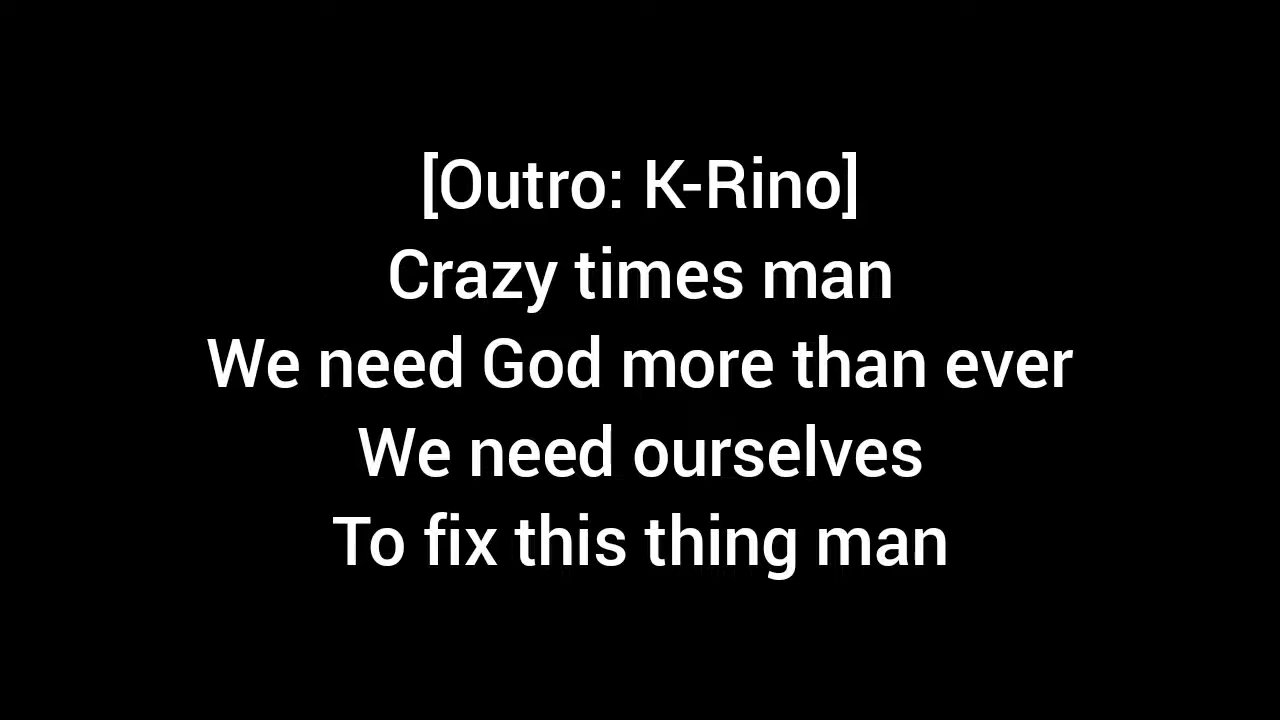 [Outro: K-Rino]
Crazy times man
We need God more than ever
We need ourselves
To fix this thing man